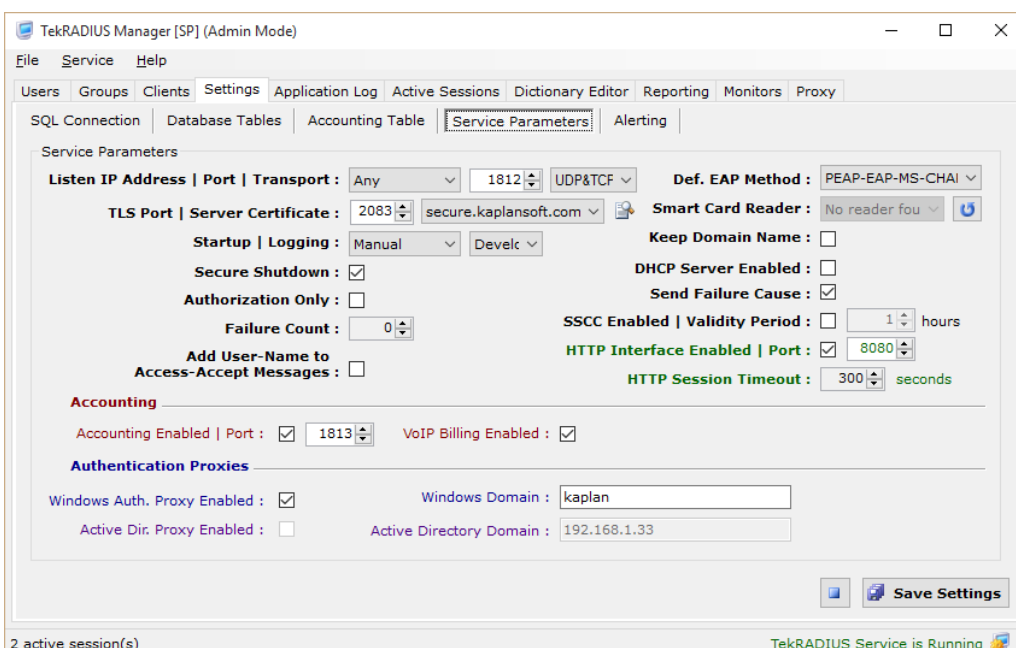 TekRADIUS Manager [SP] (Admin Mode)
File Service Help
Users Groups Clients Settings Application Log Active Sessions Dictionary Editor Reporting Monitors Proxy
SQL Connection Database Tables Accounting Table Service Parameters Alerting
Service Parameters
Listen IP Address | Port | Transport : Any 1812 UDP&TCF Def. EAP Method : PEAP-EAP-MS-CHAI
TLS Port | Server Certificate : 2083 secure.kaplansoft.com Smart Card Reader : No reader fou
Startup | Logging : Manual Develc Keep Domain Name :
Secure Shutdown : DHCP Server Enabled :
Authorization Only : Send Failure Cause :
Failure Count : 0 SSCC Enabled | Validity Period : 1 hours
Add User-Name to
Access-Accept Messages :
HTTP Interface Enabled | Port : 8080
HTTP Session Timeout : 300 seconds
Accounting
Accounting Enabled | Port : 1813 VoIP Billing Enabled :
Authentication Proxies
Windows Auth. Proxy Enabled : Windows Domain : kaplan
Active Dir. Proxy Enabled : Active Directory Domain : 192.168.1.33
Save Settings
2 active session(s) TekRADIUS Service is Running